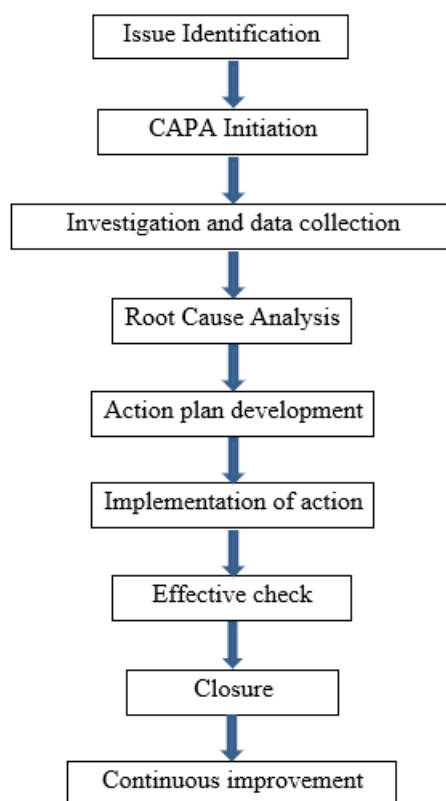 Issue Identification
CAPA Initiation
Investigation and data collection
Root Cause Analysis
Action plan development
Implementation of action
Effective check
Closure
Continuous improvement